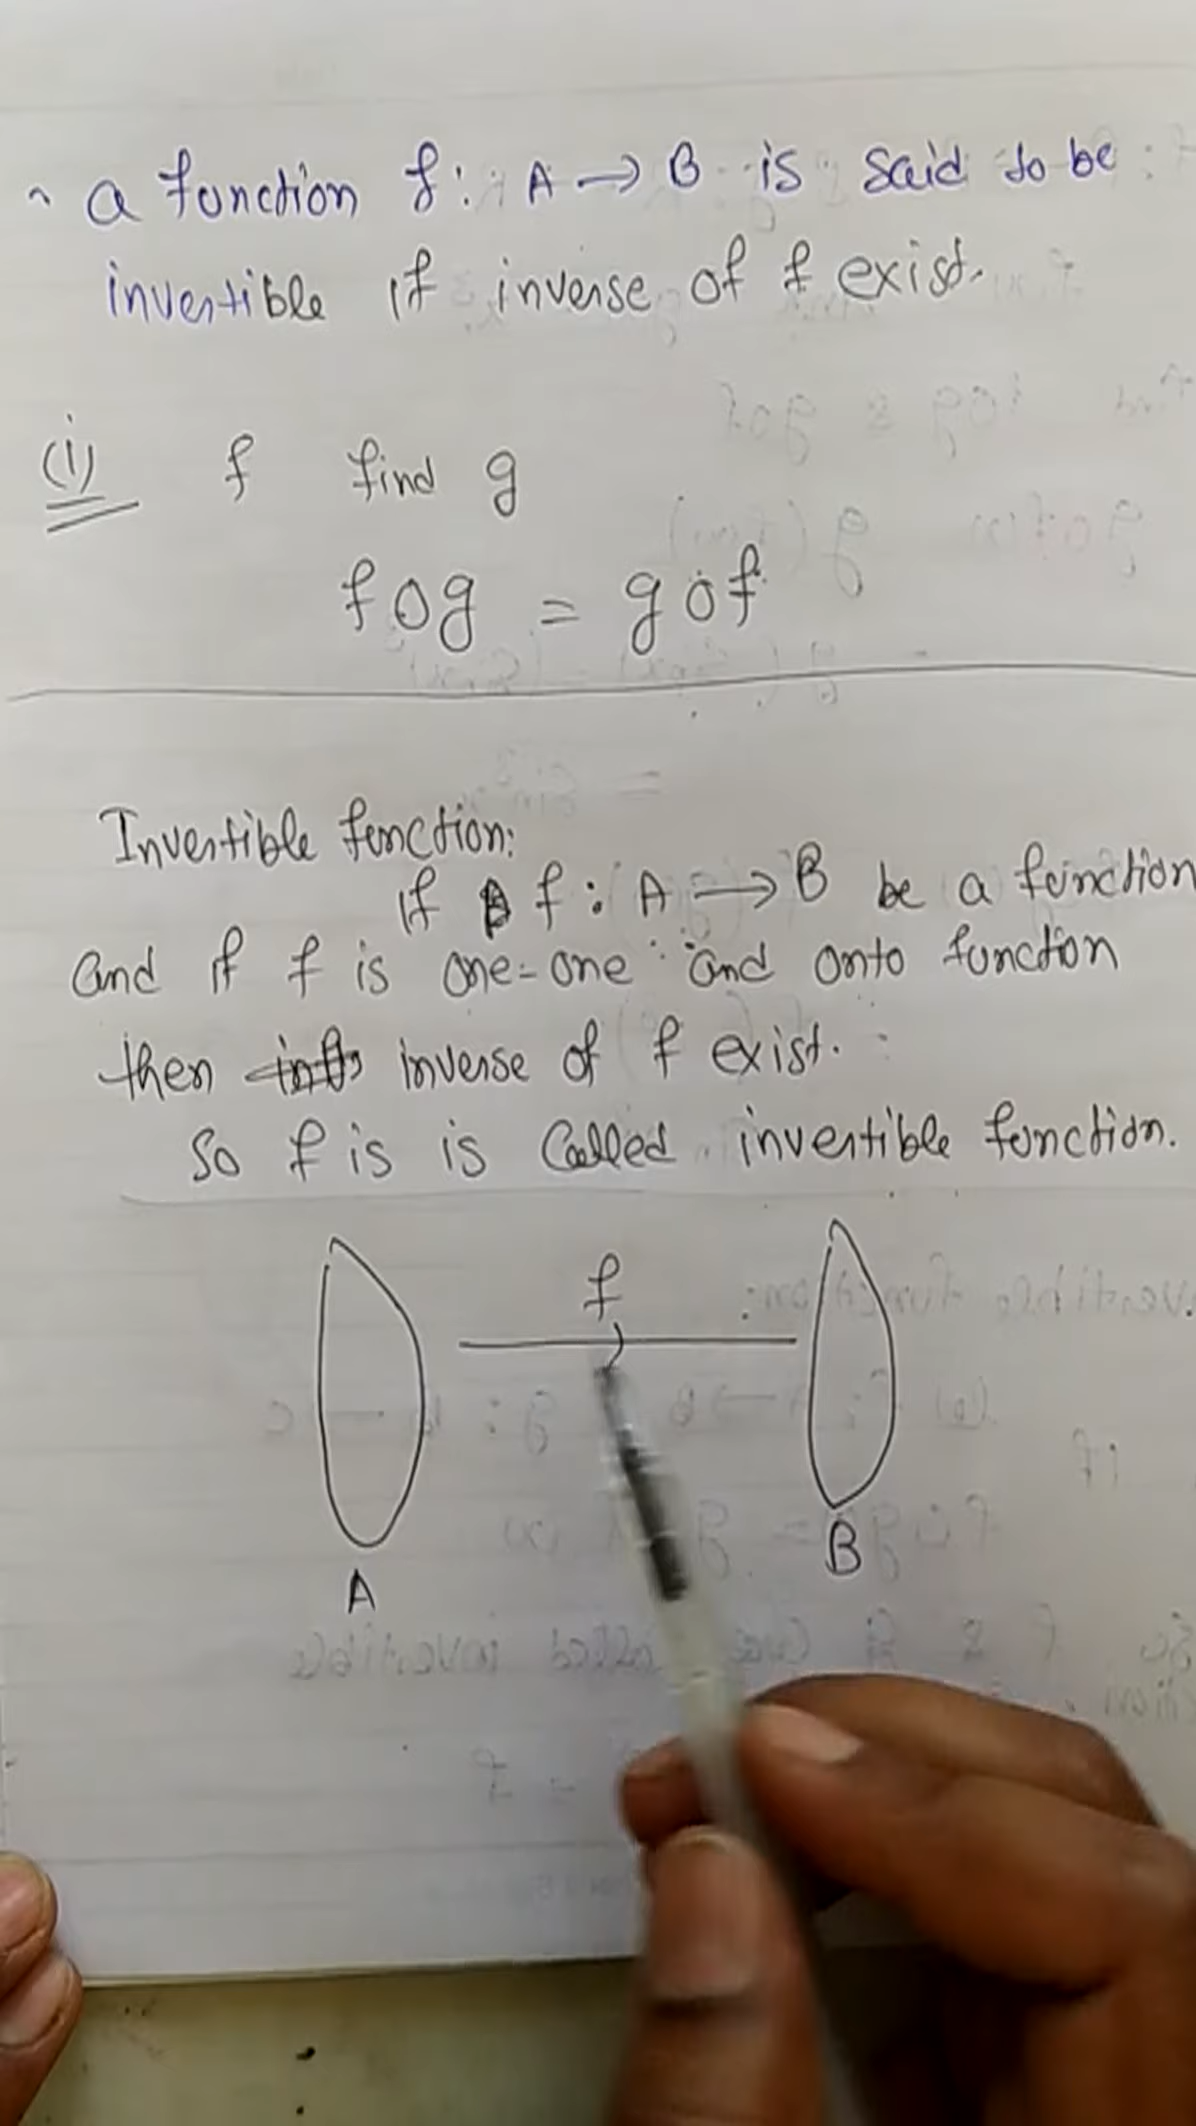 a function f: A → B is said to be
invertible if inverse of f exist.
(i) f find g
fog = gof
Invertible function:
If f: A → B be a function
and if f is one-one and onto function
then inverse of f exist.
So f is is Called invertible function.
f
A
B